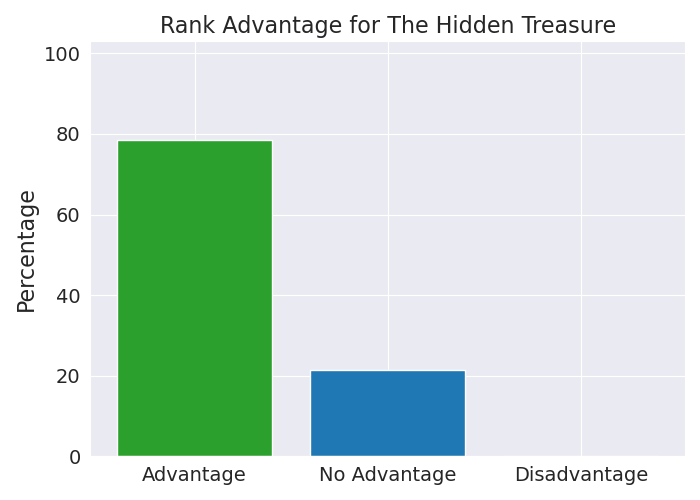 Rank Advantage for The Hidden Treasure
100
80
60
40
20
0
Percentage
Advantage
No Advantage
Disadvantage